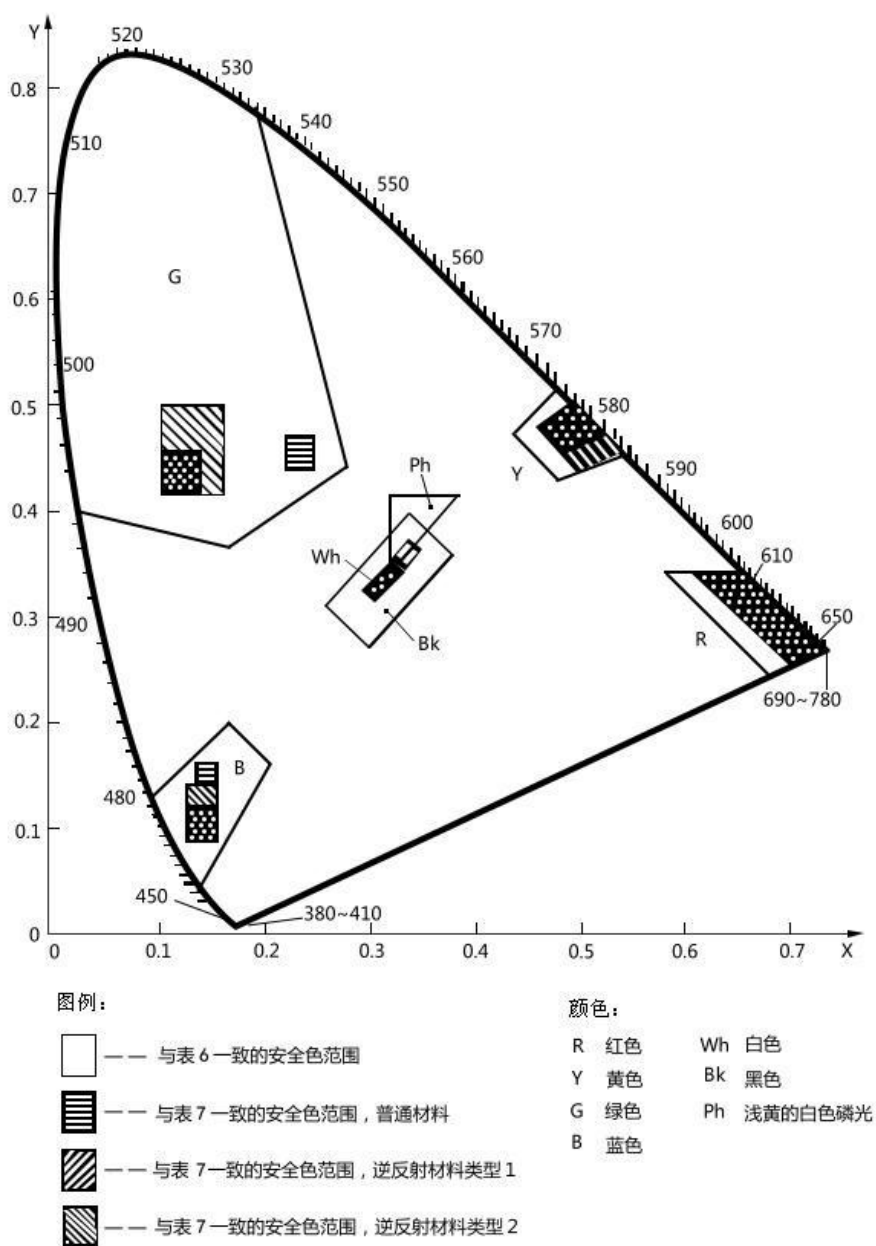 Y
520
530
0.8
540
510
550
0.7
560
G
0.6
570
500
0.5
580
Ph
Y
590
0.4
600
Wh
610
0.3
650
490
R
Bk
690~780
0.2
B
480
0.1
450
380~410
0
0 0.1 0.2 0.3 0.4 0.5 0.6 0.7 X
图例：
—— 与表6一致的安全色范围
—— 与表7一致的安全色范围，普通材料
—— 与表7一致的安全色范围，逆反射材料类型1
—— 与表7一致的安全色范围，逆反射材料类型2
颜色：
R 红色 Wh 白色
Y 黄色 Bk 黑色
G 绿色 Ph 浅黄的白色磷光
B 蓝色